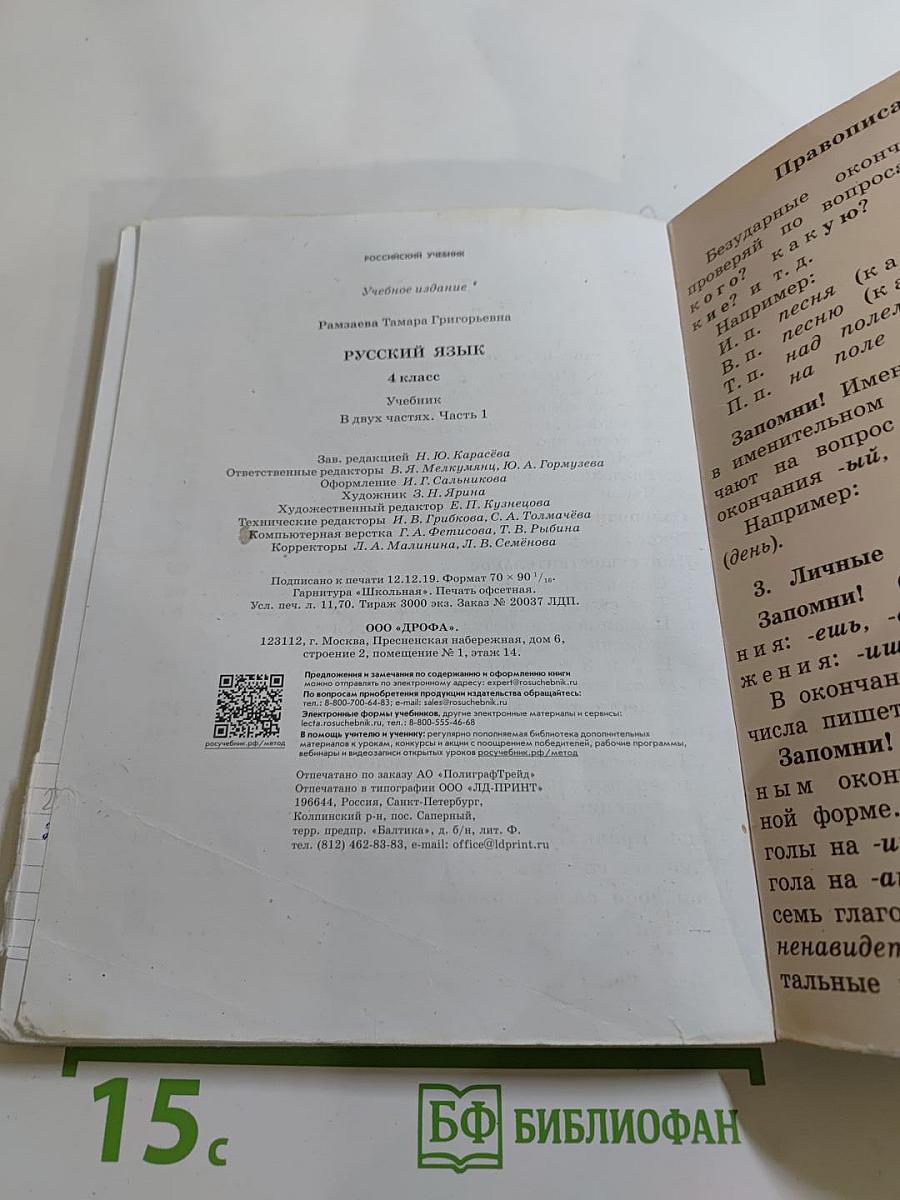 РОССИЙСКИЙ УЧЕБНИК
Учебное издание
Рамзаева Тамара Григорьевна
РУССКИЙ ЯЗЫК
4 класс
Учебник
В двух частях. Часть 1
Зав. редакцией Н. Ю. Карасёва
Ответственные редакторы В. Я. Мелкумянц, Ю. А. Гормузева
Оформление И. Г. Сальникова
Художник З. Н. Ярина
Художественный редактор Е. П. Кузнецова
Технические редакторы И. В. Грибкова, С. А. Толмачёва
Компьютерная верстка Г. А. Фетисова, Т. В. Рыбина
Корректоры Л. А. Малинина, Л. В. Семёнова
Подписано к печати 12.12.19. Формат 70 × 90 1/16.
Гарнитура «Школьная». Печать офсетная.
Усл. печ. л. 11,70. Тираж 3000 экз. Заказ № 20037 ЛДП.
ООО «ДРОФА».
123112, г. Москва, Пресненская набережная, дом 6,
строение 2, помещение № 1, этаж 14.
Предложения и замечания по содержанию и оформлению книги
можно отправлять по электронному адресу: expert@rosuchebnik.ru
По вопросам приобретения продукции издательства обращайтесь:
тел.: 8-800-700-64-83; e-mail: sales@rosuchebnik.ru
Электронные формы учебников, другие электронные материалы и сервисы:
lecta.rosuchebnik.ru, тел.: 8-800-555-46-68
В помощь учителю и ученику: регулярно пополняемая библиотека дополнительных
материалов к урокам, конкурсы и акции с поощрением победителей, рабочие программы,
вебинары и видеозаписи открытых уроков росучебник.рф/метод
росучебник.рф/метод
Отпечатано по заказу АО «ПолиграфТрейд»
Отпечатано в типографии ООО «ЛД-ПРИНТ»
196644, Россия, Санкт-Петербург,
Колпинский р-н, пос. Саперный,
терр. предпр. «Балтика», д. б/н, лит. Ф.
тел. (812) 462-83-83, e-mail: office@ldprint.ru
Правописа
Безударные оконч
проверяй по вопроса
кого? какую?
кие? и т. д.
Например:
И. п. песня (ка
В. п. песню (ка
Т. п. над полем
П. п. на поле
Запомни! Имен
в именительном
чают на вопрос
окончания -ый,
Например:
(день).
3. Личные
Запомни!
ния: -ешь, -
жения: -иш
В окончан
числа пишет
Запомни!
ным окон
ной форме.
голы на -и
гола на -а
семь глаго
ненавидет
тальные
15 с
БФ БИБЛИОФАН